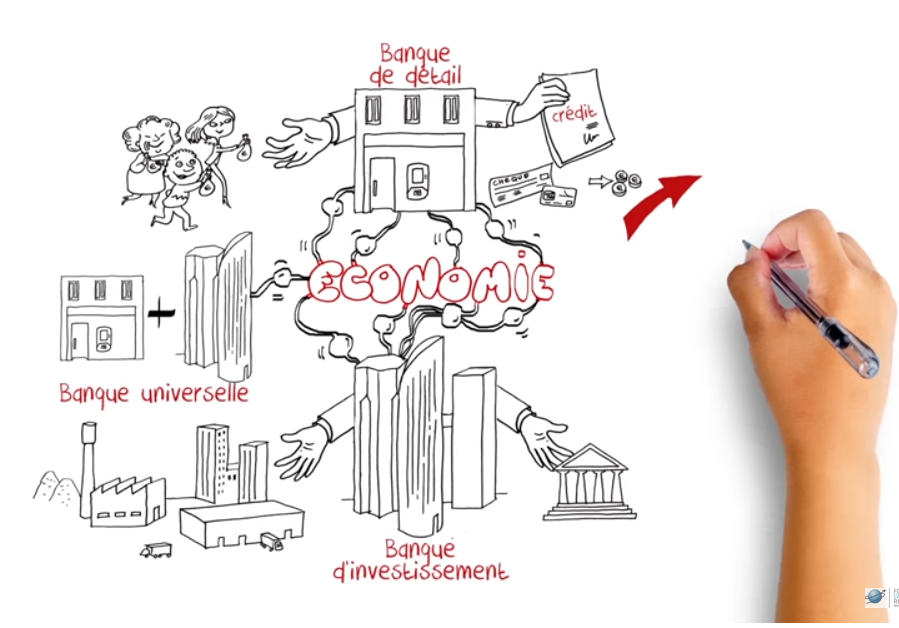 Banque
de détail
crédit
CHEQUE
ECONOMIE
Banque universelle
Banque
d'investissement